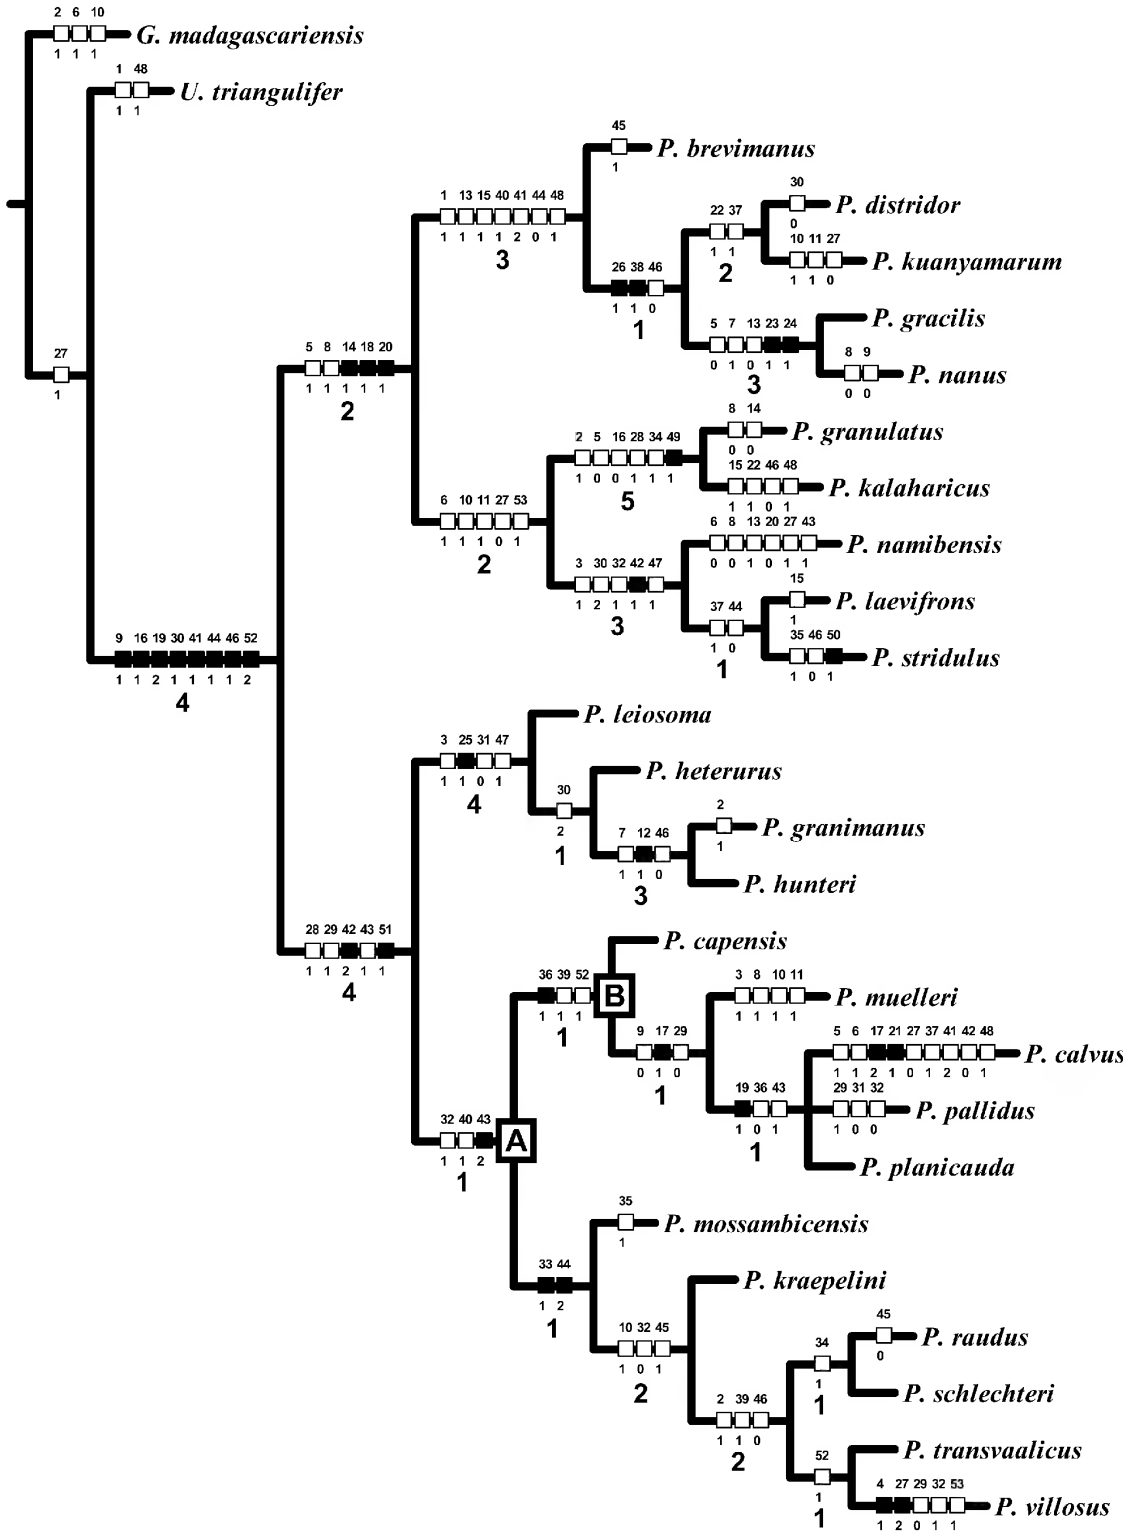 2 6 10
G. madagascariensis
1 1 1
1 48
U. triangulifer
1 1
45
P. brevimanus
1
30
P. distridor
0
1 13 15 40 41 44 48
1 1 1 1 2 0 1
3
22 37
1 1
2
10 11 27
P. kuanyamarum
1 1 0
26 38 46
1 1 0
1
P. gracilis
5 7 13 23 24
0 1 0 1 1
3
8 9
P. nanus
0 0
27
1
5 8 14 18 20
1 1 1 1 1
2
8 14
P. granulatus
0 0
2 5 16 28 34 49
1 0 0 1 1 1
5
15 22 46 48
P. kalaharicus
1 1 0 1
6 10 11 27 53
1 1 1 0 1
2
6 8 13 20 27 43
P. namibensis
0 0 1 0 1 1
3 30 32 42 47
1 2 1 1 1
3
15
P. laevifrons
1
37 44
1 0
1
35 46 50
P. stridulus
1 0 1
9 16 19 30 41 44 46 52
1 1 2 1 1 1 1 2
4
P. leiosoma
3 25 31 47
1 1 0 1
4
P. heterurus
30
2
1
2
P. granimanus
1
7 12 46
1 1 0
3
P. hunteri
28 29 42 43 51
1 1 2 1 1
4
P. capensis
36 39 52
B
1 1 1
1
3 8 10 11
P. muelleri
1 1 1 1
9 17 29
0 1 0
1
5 6 17 21 27 37 41 42 48
P. calvus
1 1 2 1 0 1 2 0 1
19 36 43
1 0 1
1
29 31 32
P. pallidus
1 0 0
32 40 43
A
1 1 2
1
P. planicauda
35
P. mossambicensis
1
33 44
1 2
1
P. kraepelini
10 32 45
1 0 1
2
45
P. raudus
0
34
1
1
P. schlechteri
2 39 46
1 1 0
2
P. transvaalicus
52
1
1
4 27 29 32 53
P. villosus
1 2 0 1 1